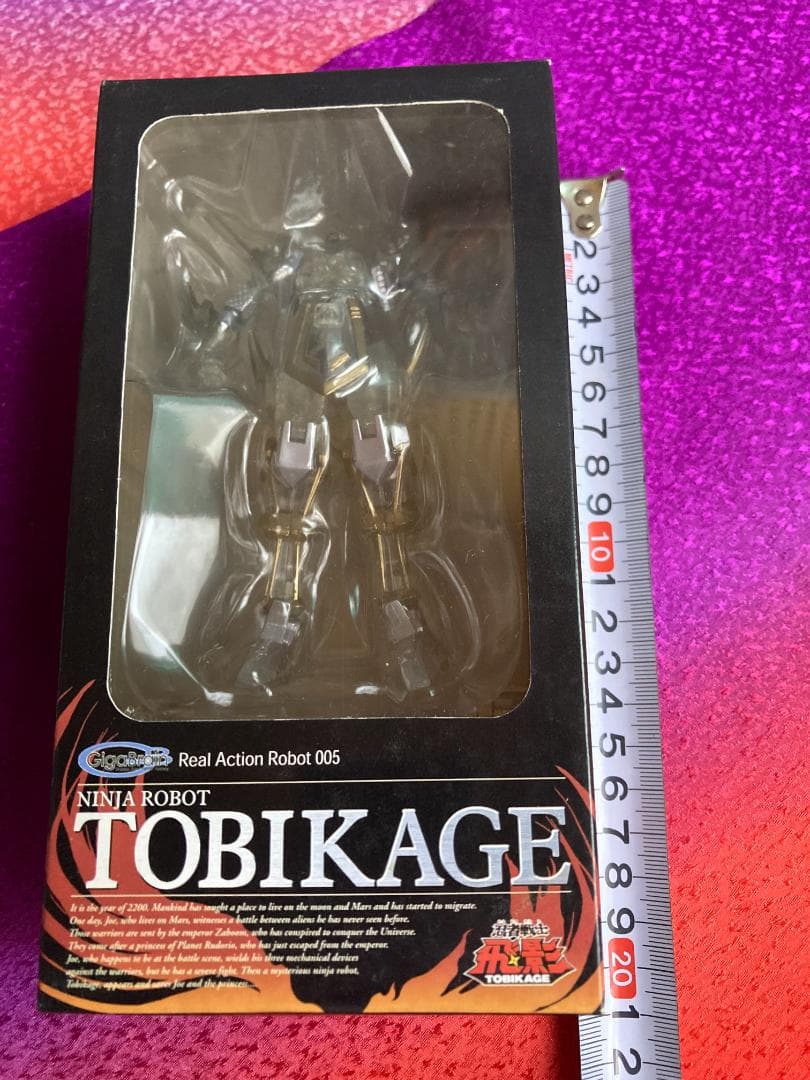 GigaBrain Real Action Robot 005
NINJA ROBOT
TOBIKAGE
It is the year of 2200. Mankind has sought a place to live on the moon and Mars and has started to migrate.
One day, Joe, who lives on Mars, witnesses a battle between aliens he has never seen before.
Those warriors are sent by the emperor Zaboom, who has conspired to conquer the Universe.
They come after a princess of Planet Rudorio, who has just escaped from the emperor.
Joe, who happens to be at the battle scene, wields his three mechanical devices
against the warriors, but he has a severe fight. Then a mysterious ninja robot,
Tobikage, appears and saves Joe and the princess...
忍者戦士
飛影
TOBIKAGE
2
3
4
5
6
7
8
9
10
1
2
3
4
5
6
7
8
9
20
1
2